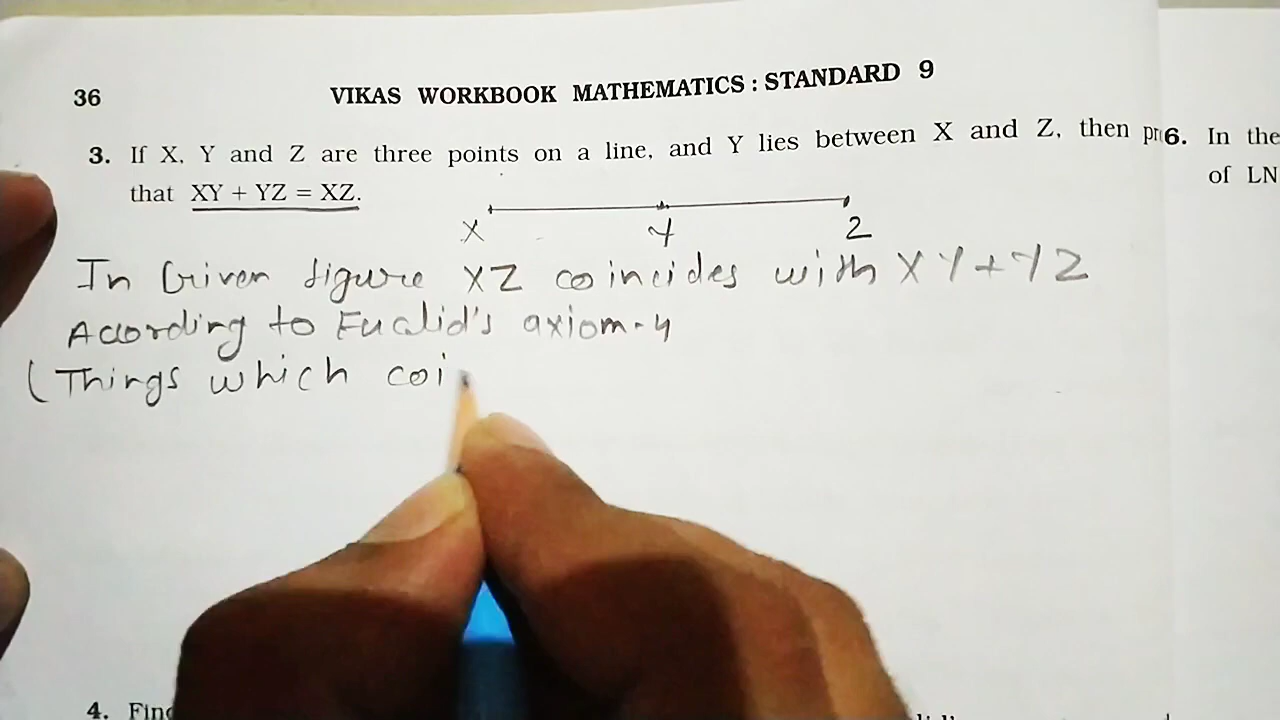 36
VIKAS WORKBOOK MATHEMATICS : STANDARD 9
3. If X, Y and Z are three points on a line, and Y lies between X and Z, then
that XY + YZ = XZ.
X Y Z
In Given figure XZ coincides with XY+YZ
According to Euclid's axiom-4
(Things which coi
4.
6. In the
of LN